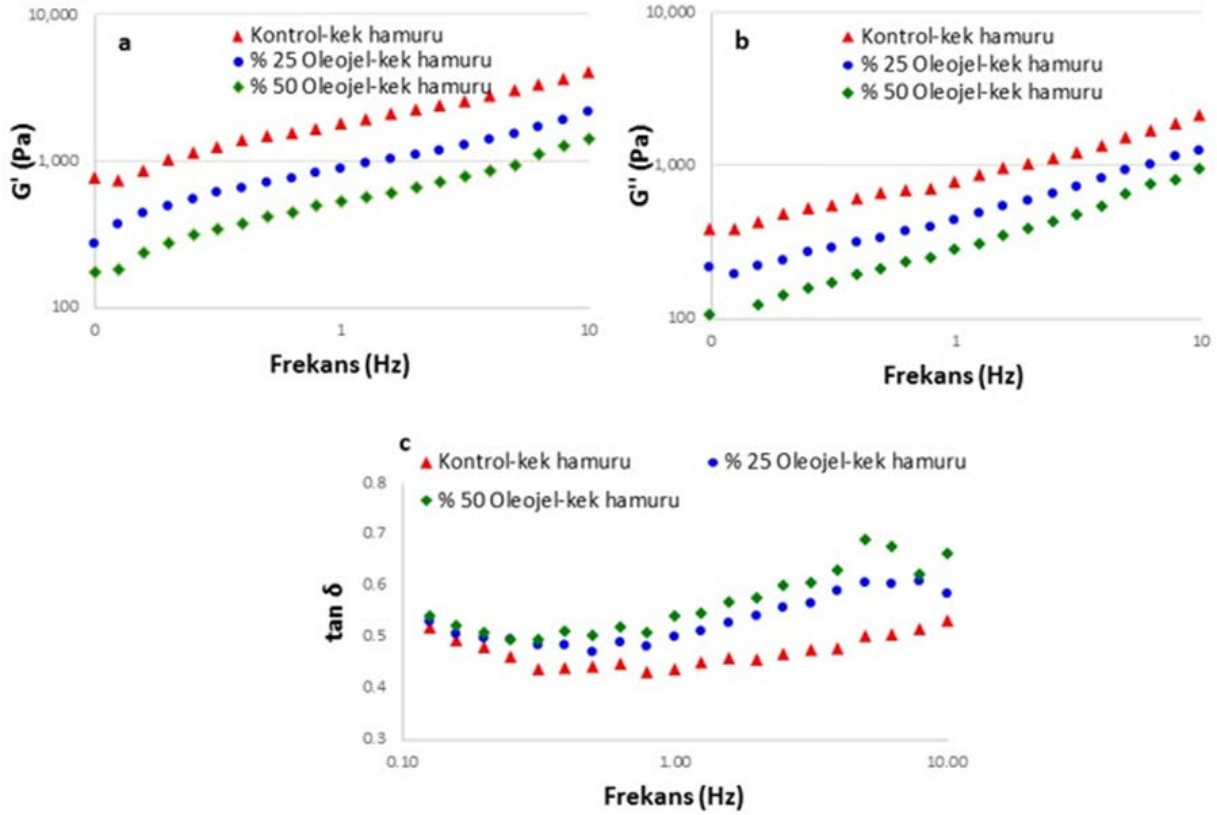 a
10,000
1,000
100
G' (Pa)
Kontrol-kek hamuru
% 25 Oleojel-kek hamuru
% 50 Oleojel-kek hamuru
0
1
10
Frekans (Hz)
b
10,000
1,000
100
G'' (Pa)
Kontrol-kek hamuru
% 25 Oleojel-kek hamuru
% 50 Oleojel-kek hamuru
0
1
10
Frekans (Hz)
c
Kontrol-kek hamuru
% 25 Oleojel-kek hamuru
% 50 Oleojel-kek hamuru
0.8
0.7
0.6
0.5
0.4
0.3
tan δ
0.10
1.00
10.00
Frekans (Hz)